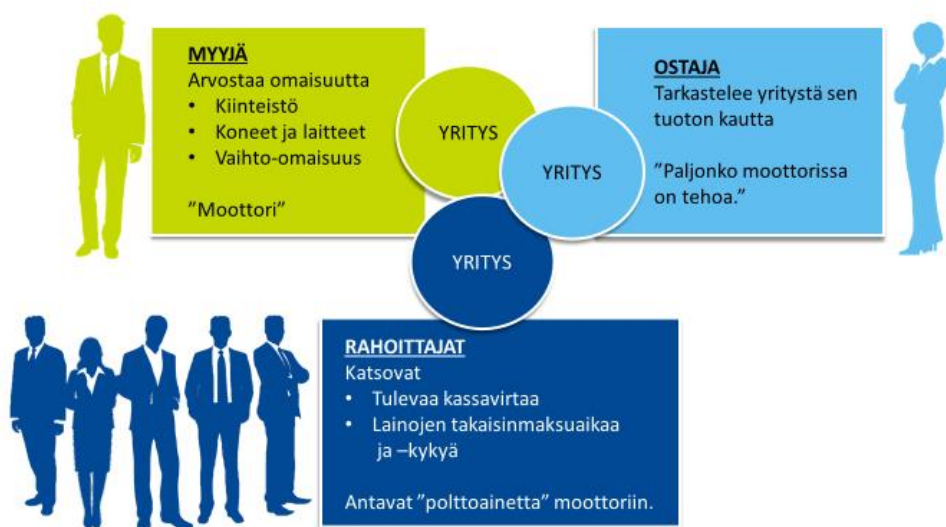 MYYJÄ
Arvostaa omaisuutta
• Kiinteistö
• Koneet ja laitteet
• Vaihto-omaisuus
"Moottori"
YRITYS
YRITYS
YRITYS
OSTAJA
Tarkastelee yritystä sen
tuoton kautta
”Paljonko moottorissa
on tehoa.”
RAHOITTAJAT
Katsovat
• Tulevaa kassavirtaa
• Lainojen takaisinmaksuaikaa
ja –kykyä
Antavat ”polttoainetta” moottoriin.